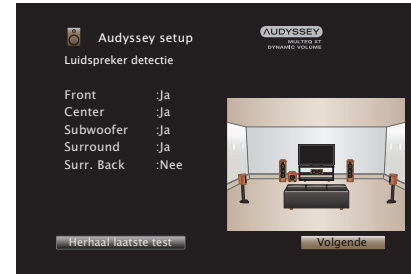 Audyssey setup
AUDYSSEY
MULTEQ XT
DYNAMIC VOLUME
Luidspreker detectie
Front :Ja
Center :Ja
Subwoofer :Ja
Surround :Ja
Surr. Back :Nee
Herhaal laatste test
Volgende